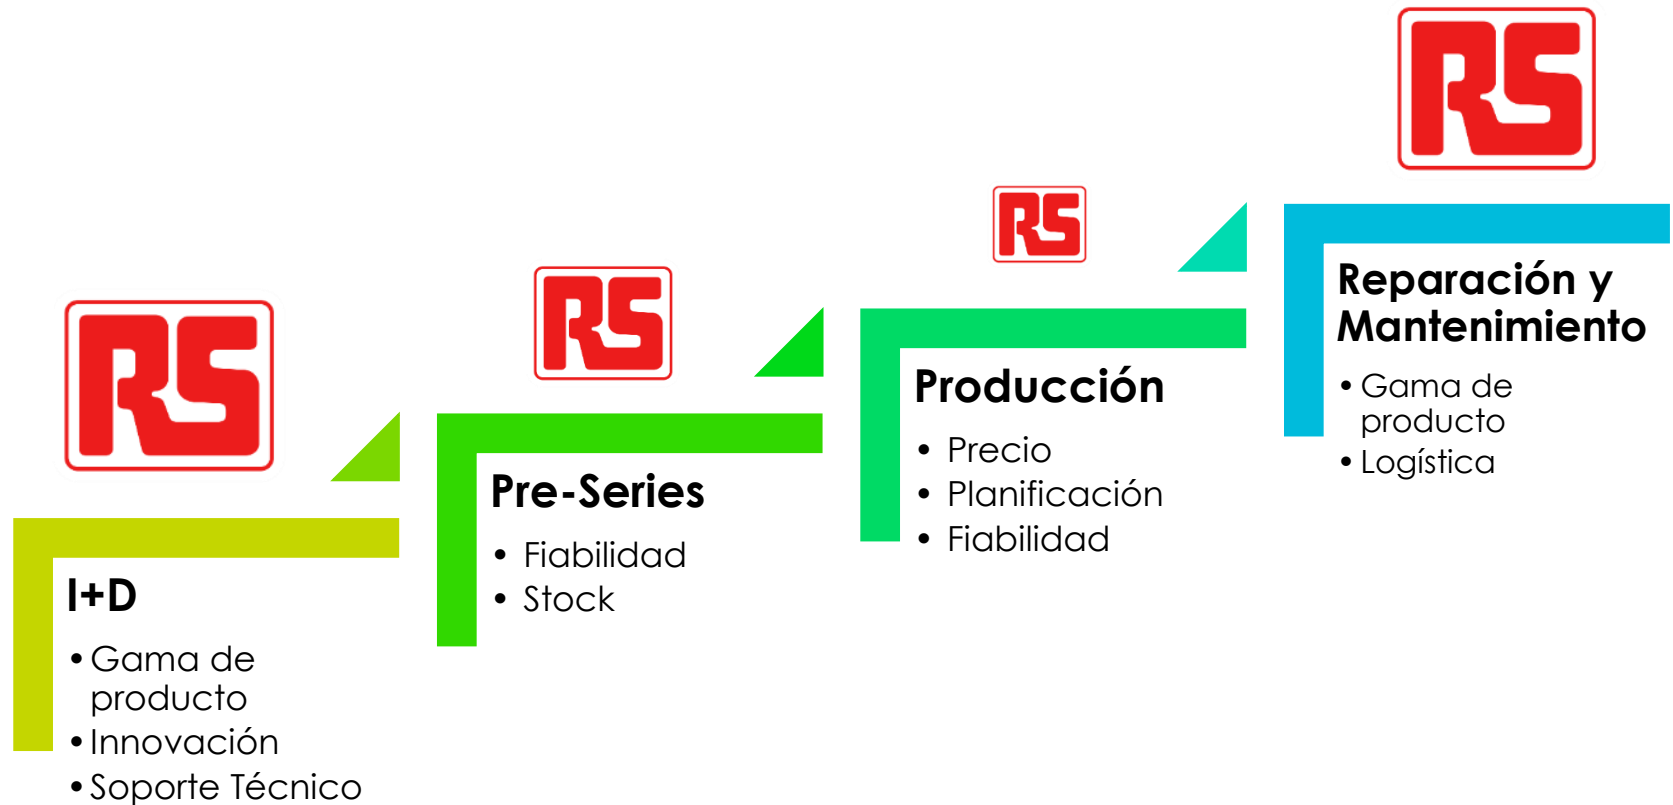 RS
I+D
• Gama de
producto
• Innovación
• Soporte Técnico
RS
Pre-Series
• Fiabilidad
• Stock
RS
Producción
• Precio
• Planificación
• Fiabilidad
RS
Reparación y
Mantenimiento
• Gama de
producto
• Logística